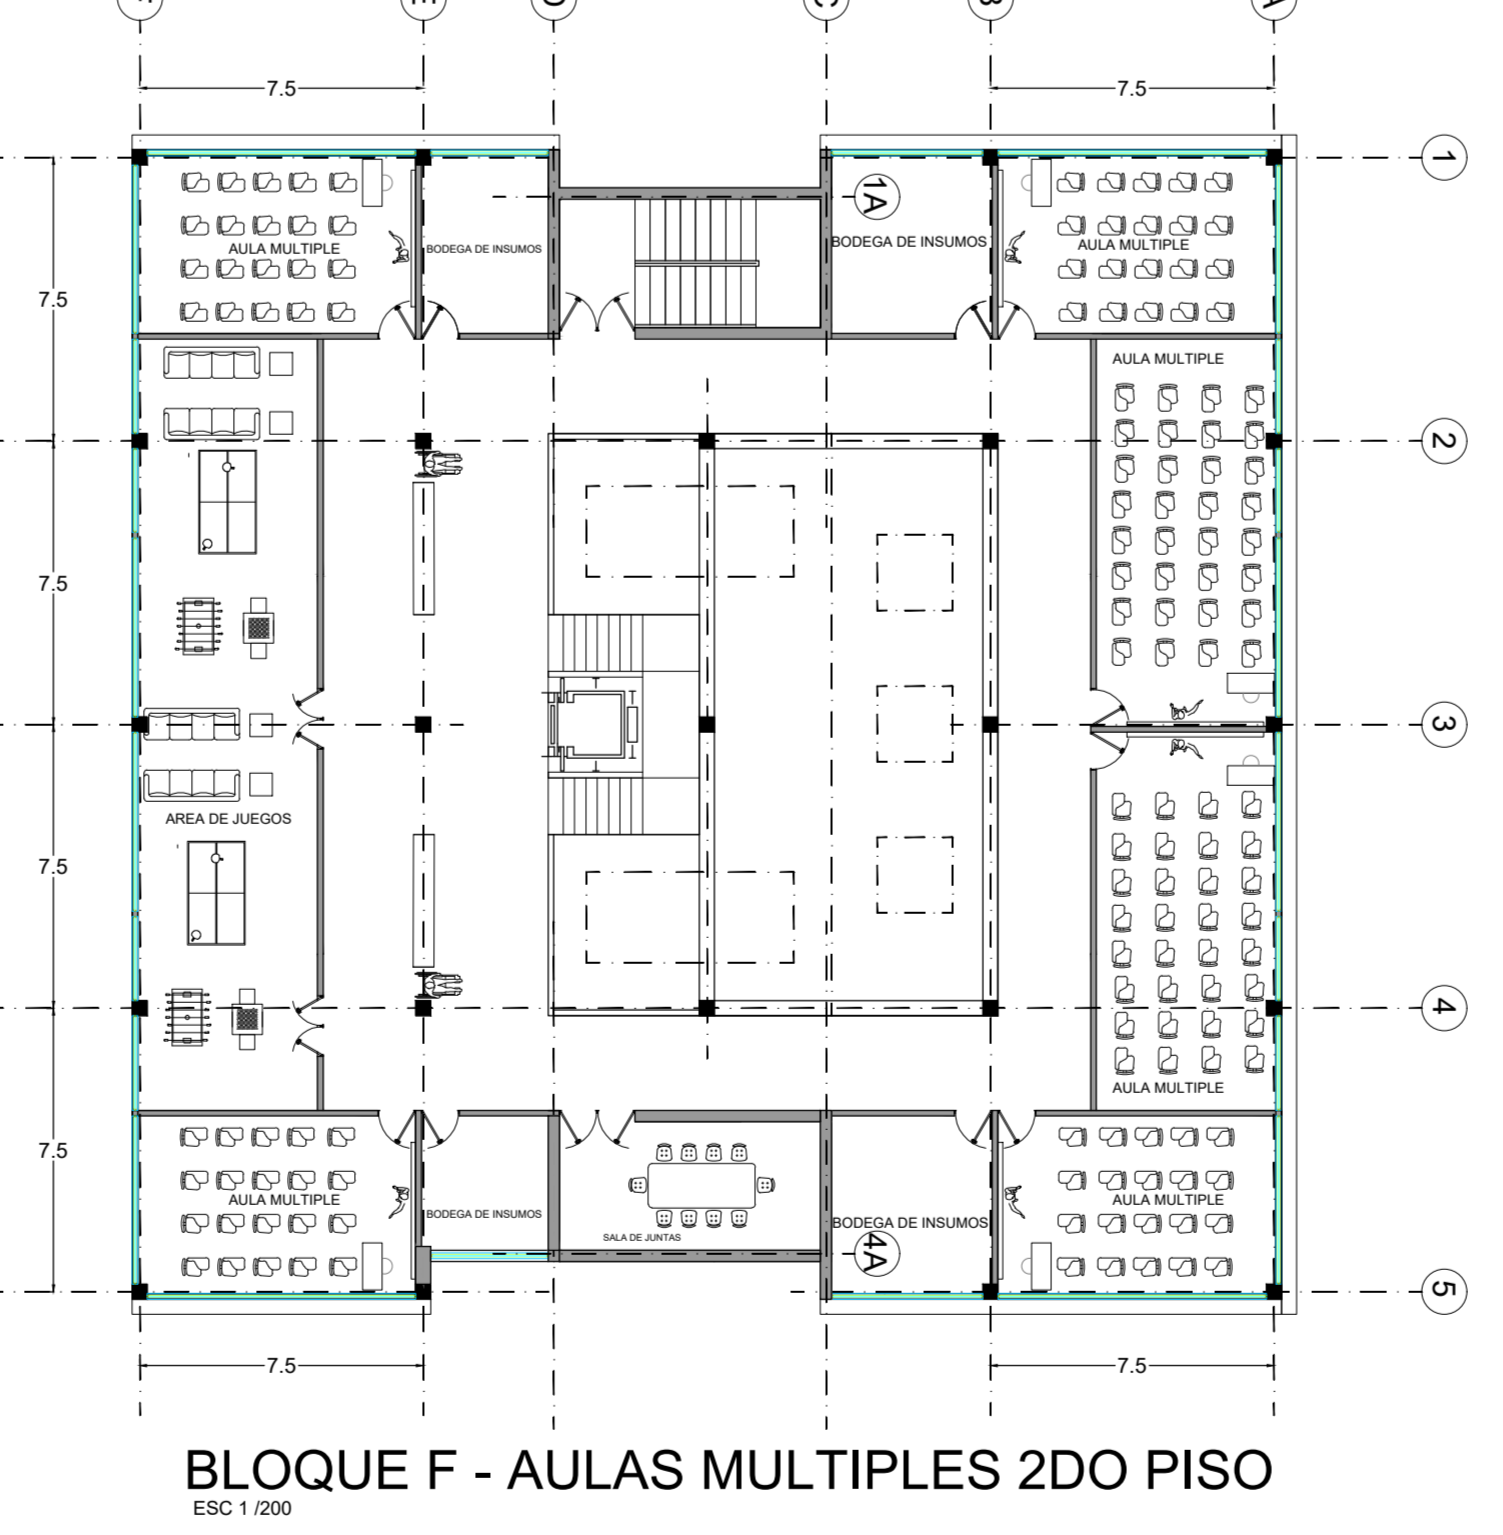 F E D C B A
7.5 7.5
1
1A
AULA MULTIPLE BODEGA DE INSUMOS BODEGA DE INSUMOS AULA MULTIPLE
7.5
AULA MULTIPLE
2
7.5
3
AREA DE JUEGOS
7.5
4
AULA MULTIPLE
7.5
AULA MULTIPLE BODEGA DE INSUMOS SALA DE JUNTAS BODEGA DE INSUMOS AULA MULTIPLE
4A
5
7.5 7.5
BLOQUE F - AULAS MULTIPLES 2DO PISO
ESC 1 /200